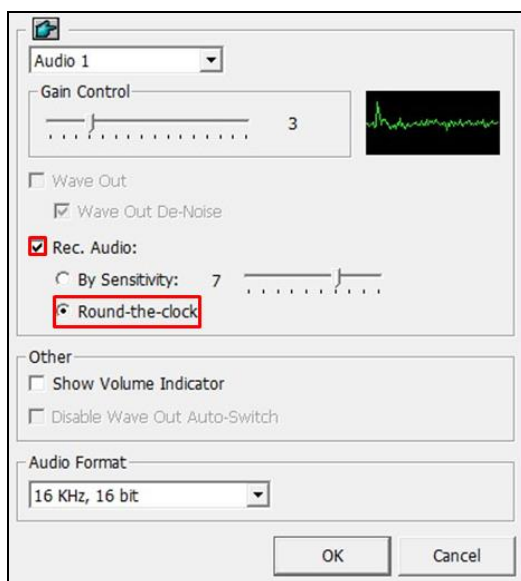 Audio 1
Gain Control
3
Wave Out
Wave Out De-Noise
Rec. Audio:
By Sensitivity: 7
Round-the-clock
Other
Show Volume Indicator
Disable Wave Out Auto-Switch
Audio Format
16 KHz, 16 bit
OK Cancel